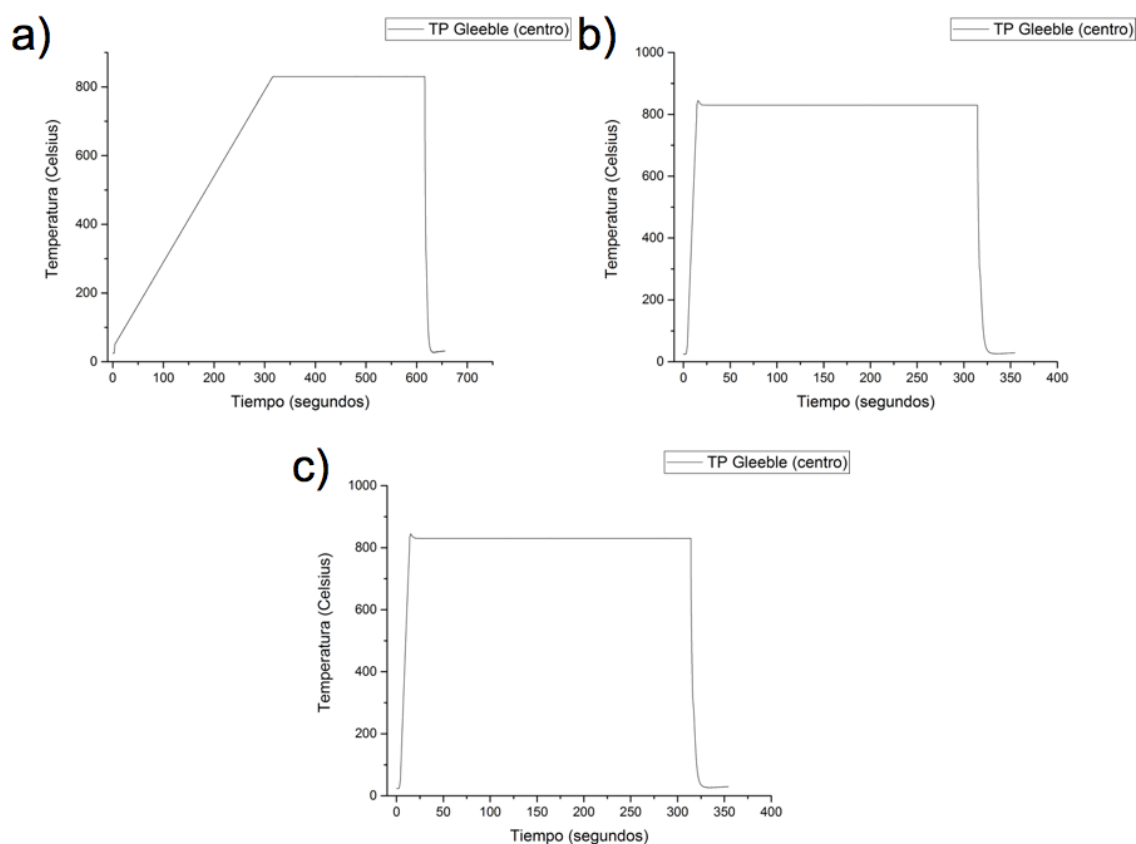 a)
TP Gleeble (centro)
Temperatura (Celsius)
800
600
400
200
0
0 100 200 300 400 500 600 700
Tiempo (segundos)
b)
TP Gleeble (centro)
Temperatura (Celsius)
1000
800
600
400
200
0
0 50 100 150 200 250 300 350 400
Tiempo (segundos)
c)
TP Gleeble (centro)
Temperatura (Celsius)
1000
800
600
400
200
0
0 50 100 150 200 250 300 350 400
Tiempo (segundos)